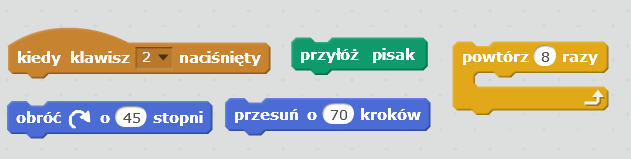 kiedy klawisz 2 naciśnięty
przyłóż pisak
powtórz 8 razy
obróć o 45 stopni
przesuń o 70 kroków